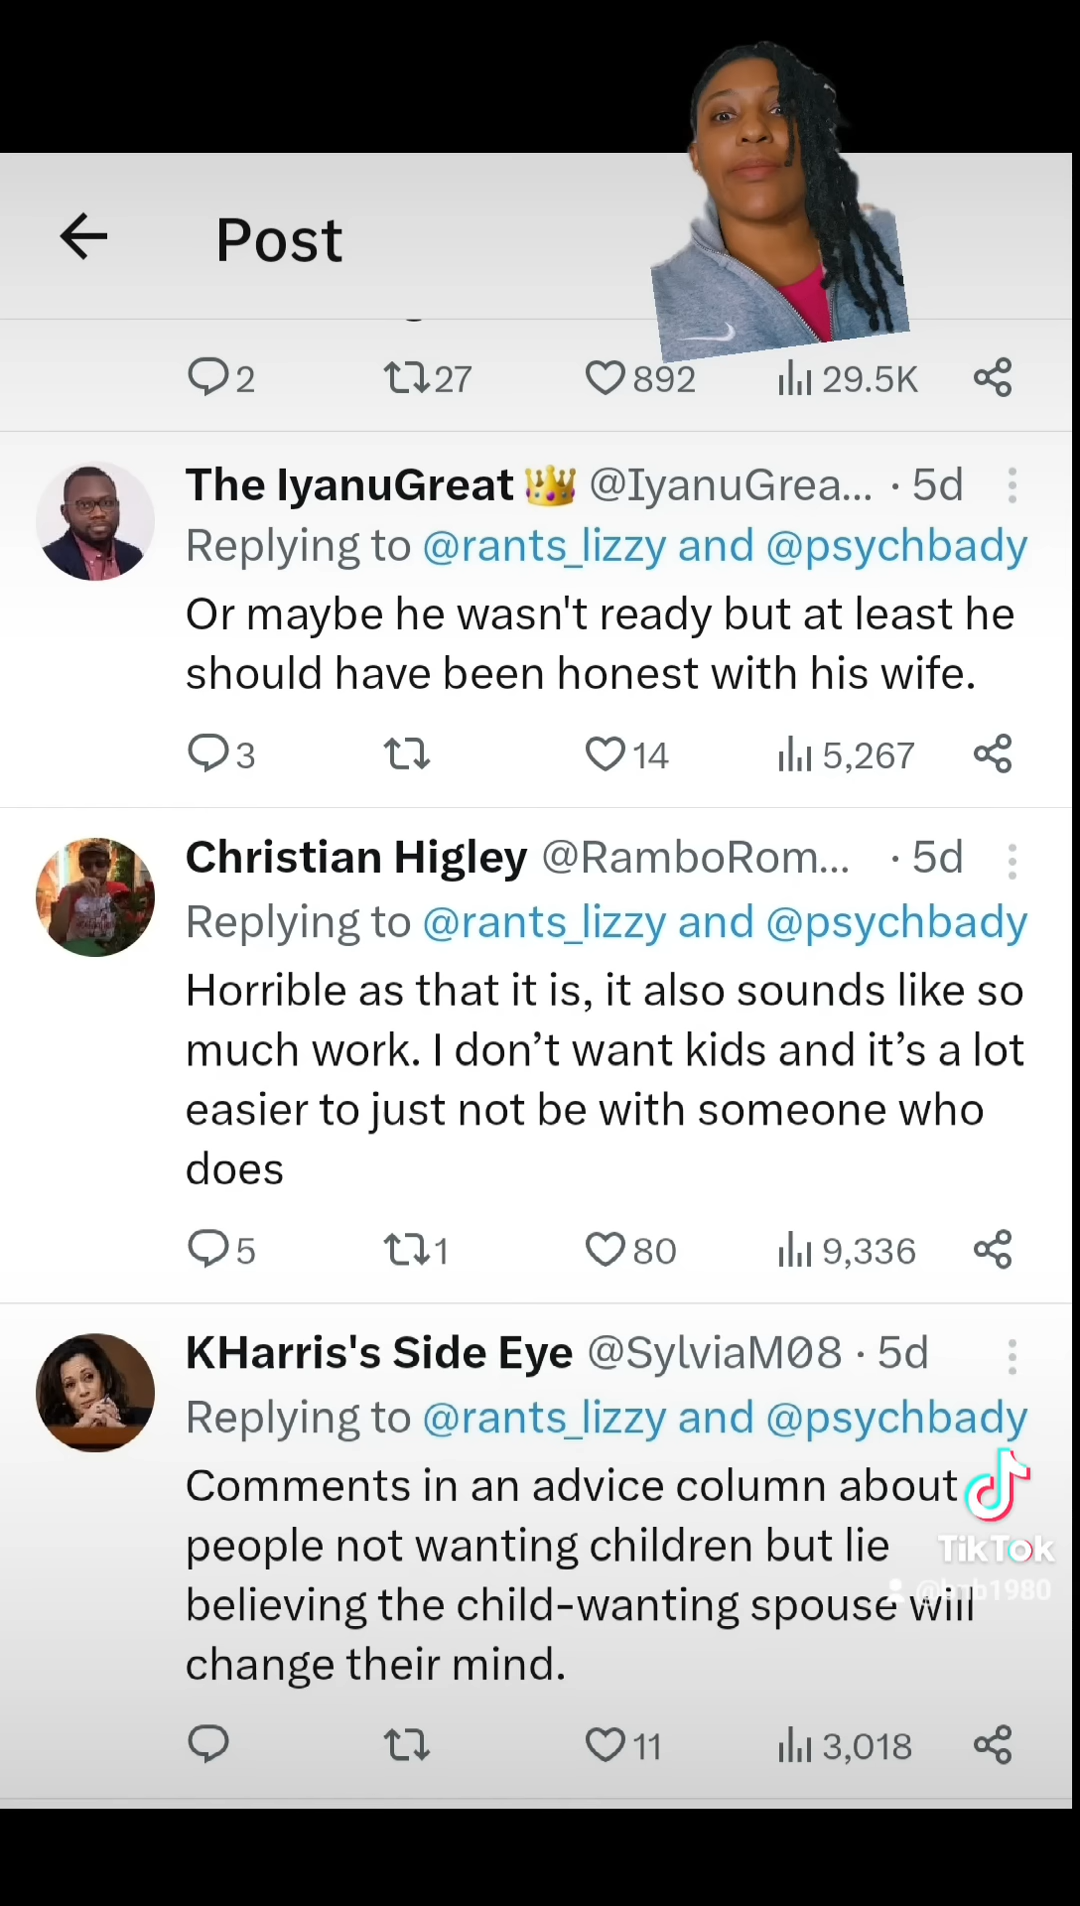 Post
2 27 892 29.5K
The IyanuGreat 👑 @IyanuGrea... · 5d
Replying to @rants_lizzy and @psychbady
Or maybe he wasn't ready but at least he
should have been honest with his wife.
3 14 5,267
Christian Higley @RamboRom... · 5d
Replying to @rants_lizzy and @psychbady
Horrible as that it is, it also sounds like so
much work. I don’t want kids and it’s a lot
easier to just not be with someone who
does
5 1 80 9,336
KHarris's Side Eye @SylviaM08 · 5d
Replying to @rants_lizzy and @psychbady
Comments in an advice column about
people not wanting children but lie
believing the child-wanting spouse will
change their mind.
TikTok
11 3,018